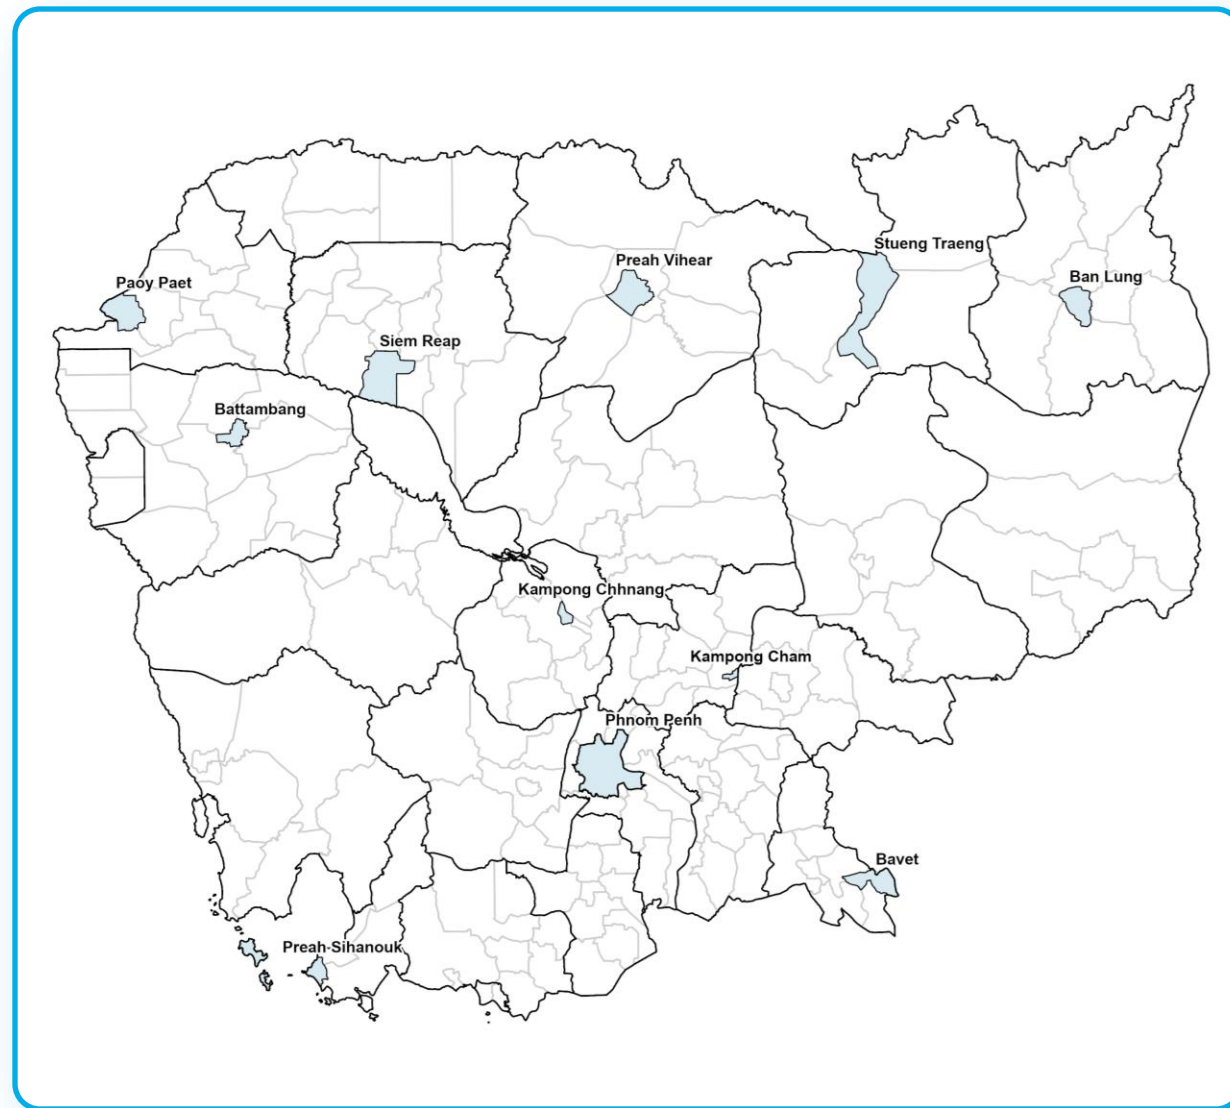 Stueng Traeng
Preah Vihear
Ban Lung
Paoy Paet
Siem Reap
Battambang
Kampong Chhnang
Kampong Cham
Phnom Penh
Bavet
Preah-Sihanouk